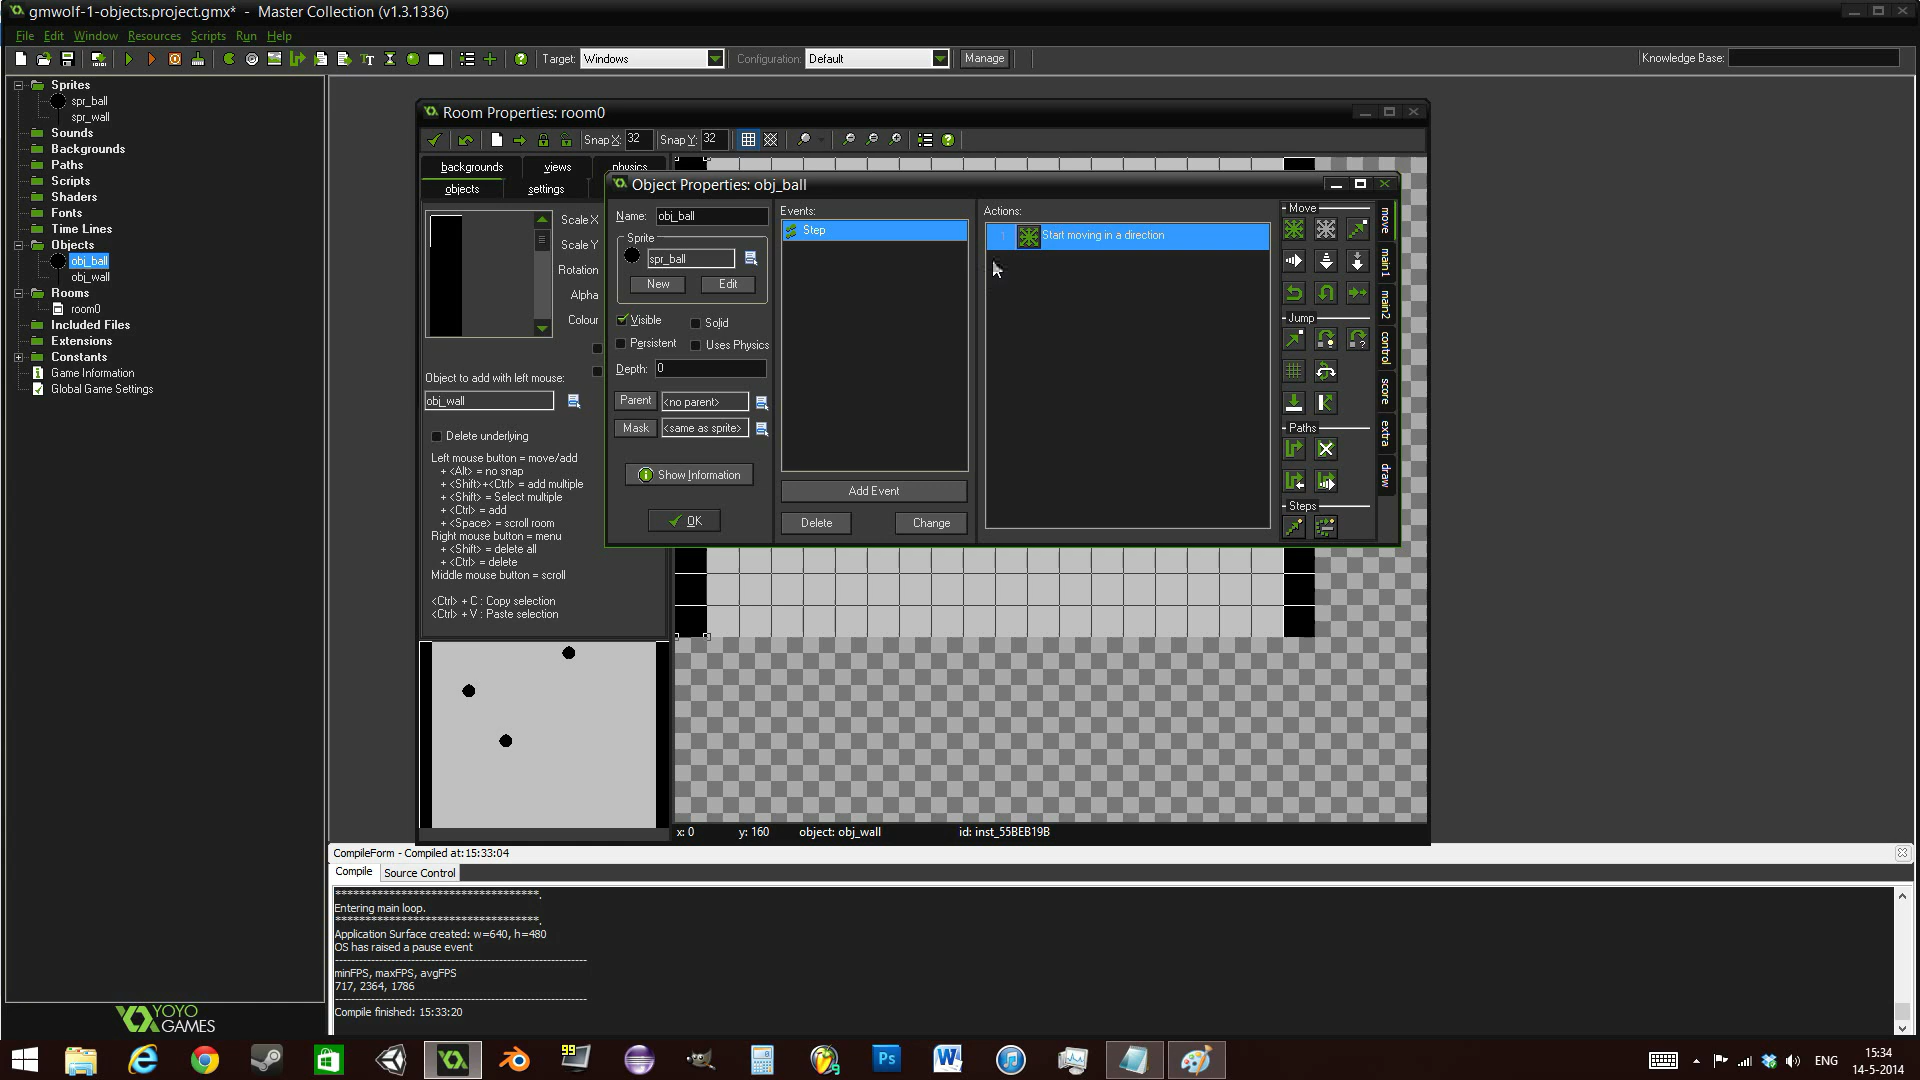 gmwolf-1-objects.project.gmx* - Master Collection (v1.3.1336)
File Edit Window Resources Scripts Run Help
Target: Windows Configuration: Default Manage Knowledge Base:
Sprites
spr_ball
spr_wall
Sounds
Backgrounds
Paths
Scripts
Shaders
Fonts
Time Lines
Objects
obj_ball
obj_wall
Rooms
room0
Included Files
Extensions
Constants
Game Information
Global Game Settings
YOYO
GAMES
Room Properties: room0
Snap X: 32 Snap Y: 32
backgrounds views physics
objects settings
Scale X
Scale Y
Rotation
Alpha
Colour
Object to add with left mouse:
obj_wall
Delete underlying
Left mouse button = move/add
+ <Alt> = no snap
+ <Shift>+<Ctrl> = add multiple
+ <Shift> = Select multiple
+ <Ctrl> = add
+ <Space> = scroll room
Right mouse button = menu
+ <Shift> = delete all
+ <Ctrl> = delete
Middle mouse button = scroll
<Ctrl> + C : Copy selection
<Ctrl> + V : Paste selection
x: 0 y: 160 object: obj_wall id: inst_55BEB19B
Object Properties: obj_ball
Name: obj_ball
Sprite
spr_ball
New Edit
Visible Solid
Persistent Uses Physics
Depth: 0
Parent <no parent>
Mask <same as sprite>
Show Information
OK
Events:
Step
Add Event
Delete Change
Actions:
1 Start moving in a direction
Move
Jump
Paths
Steps
move
main1
main2
control
score
extra
draw
CompileForm - Compiled at:15:33:04
Compile Source Control
***********************************.
Entering main loop.
***********************************.
Application Surface created: w=640, h=480
OS has raised a pause event
--------------------------------------------------
minFPS, maxFPS, avgFPS
717, 2364, 1786
--------------------------------------------------
Compile finished: 15:33:20
99
Ps
ENG
15:34
14-5-2014